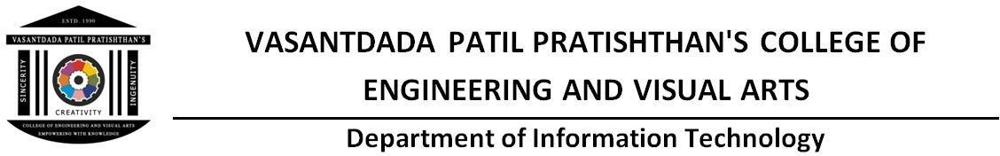 ESTD. 1990
VASANTDADA PATIL PRATISHTHAN'S
SINCERITY
INGENUITY
CREATIVITY
COLLEGE OF ENGINEERING AND VISUAL ARTS
EMPOWERING WITH KNOWLEDGE
VASANTDADA PATIL PRATISHTHAN'S COLLEGE OF
ENGINEERING AND VISUAL ARTS
Department of Information Technology